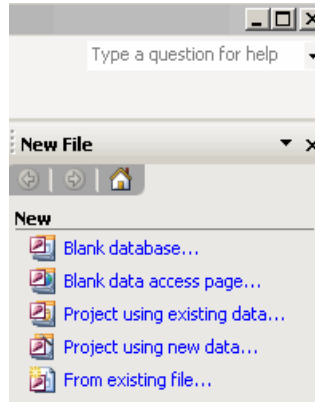 Type a question for help
New File
New
Blank database...
Blank data access page...
Project using existing data...
Project using new data...
From existing file...